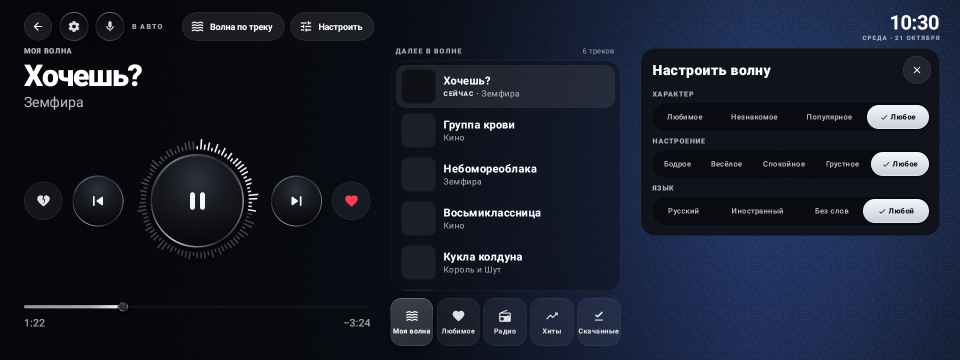 В АВТО
Волна по треку
Настроить
10:30
СРЕДА · 21 ОКТЯБРЯ
МОЯ ВОЛНА
Хочешь?
Земфира
1:22
−3:24
ДАЛЕЕ В ВОЛНЕ
6 треков
Хочешь?
СЕЙЧАС · Земфира
Группа крови
Кино
Небомореоблака
Земфира
Восьмиклассница
Кино
Кукла колдуна
Король и Шут
Моя волна
Любимое
Радио
Хиты
Скачанные
Настроить волну
ХАРАКТЕР
Любимое Незнакомое Популярное Любое
НАСТРОЕНИЕ
Бодрое Весёлое Спокойное Грустное Любое
ЯЗЫК
Русский Иностранный Без слов Любой